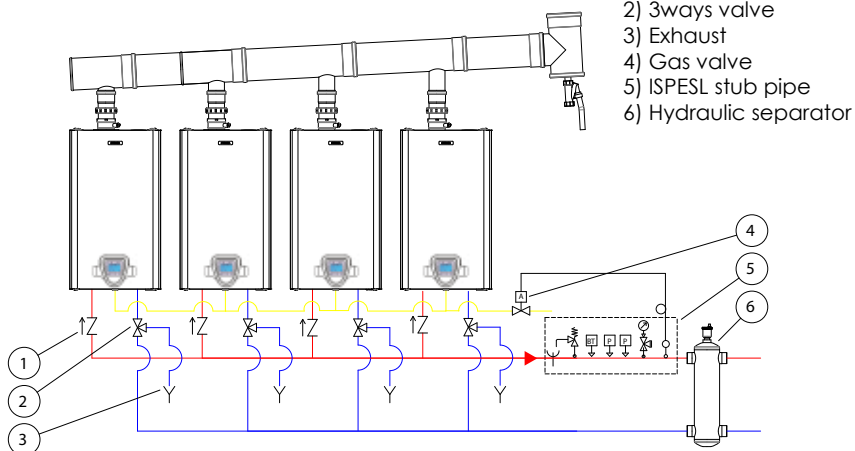 2) 3ways valve
3) Exhaust
4) Gas valve
5) ISPESL stub pipe
6) Hydraulic separator
4
A
5
6
BT P P
1
2
3